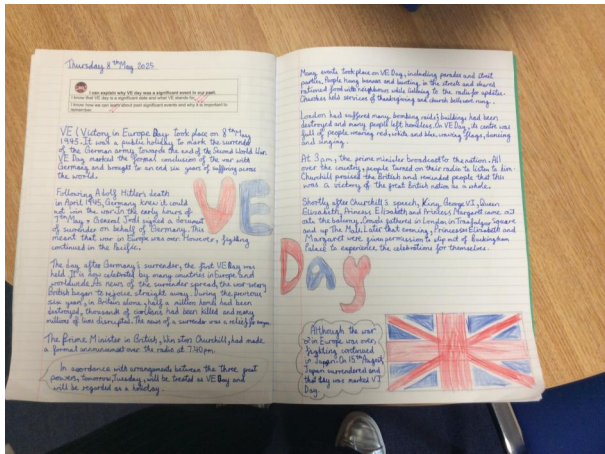 Thursday 8th May 2025
I can explain why VE day was a significant event in our past.
I know that VE day is a significant date and what VE stands for.
I know how we can learn about past significant events and why it is important to
remember.
VE (Victory in Europe Day took place on 8th May
1945. It was a public holiday to mark the surrender
of the German army towards the end of the Second World War.
VE Day marked the formal conclusion of the war with
Germany and brought to an end six years of suffering across
the world.
Following Adolf Hitler's death
in April 1945, Germany knew it could
not win the war. In the early hours of
7th May, General Jodl signed a document
of surrender on behalf of Germany. This
meant that war in Europe was over. However, fighting
continued in the Pacific.
The day after Germany's surrender, the first VE Day was
held. It is now celebrated by many countries in Europe and
worldwide. As news of the surrender spread, the war-weary
British began to rejoice straight away. During the previous
six years, in Britain alone, half a million homes had been
destroyed, thousands of civilians had been killed and many
millions of lives disrupted. The news of a surrender was a relief for
The Prime Minister in British, Winston Churchill, had made
a formal announcement over the radio at 7.40pm.
In accordance with arrangements between the three great
powers, tomorrow, Tuesday, will be treated as VE Day and
will be regarded as a holiday.
VE
Day
Many events took place on VE Day, including parades and street
parties. People hung banners and bunting in the streets and shared
rationed food with neighbours while listening to the radio for updates.
Churches held services of thanksgiving and church bells rang.
London had suffered many bombing raids; buildings had been
destroyed and many people left homeless. On VE Day, its centre was
full of people wearing red, white and blue, waving flags, dancing
and singing.
At 3pm, the prime minister broadcast to the nation. All
over the country, people turned on their radio to listen to him.
Churchill praised the British and reminded people that this
was a victory of the great British nation as a whole.
Shortly after Churchill's speech, King George VI, Queen
Elizabeth, Princess Elizabeth and Princess Margaret came out
onto the balcony. Crowds gathered in London in Trafalgar Square
and up The Mall. Later that evening, Princesses Elizabeth and
Margaret were given permission to slip out of Buckingham
Palace to experience the celebrations for themselves.
Although the war
in Europe was over,
fighting continued
in Japan. On 15th August,
Japan surrendered and
that day was marked VJ
Day.